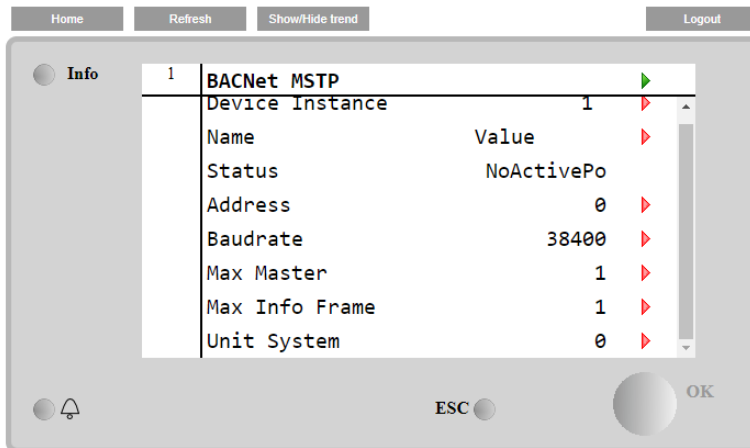 Home Refresh Show/Hide trend Logout
Info 1 BACNet MSTP
Device Instance 1
Name Value
Status NoActivePo
Address 0
Baudrate 38400
Max Master 1
Max Info Frame 1
Unit System 0
ESC OK